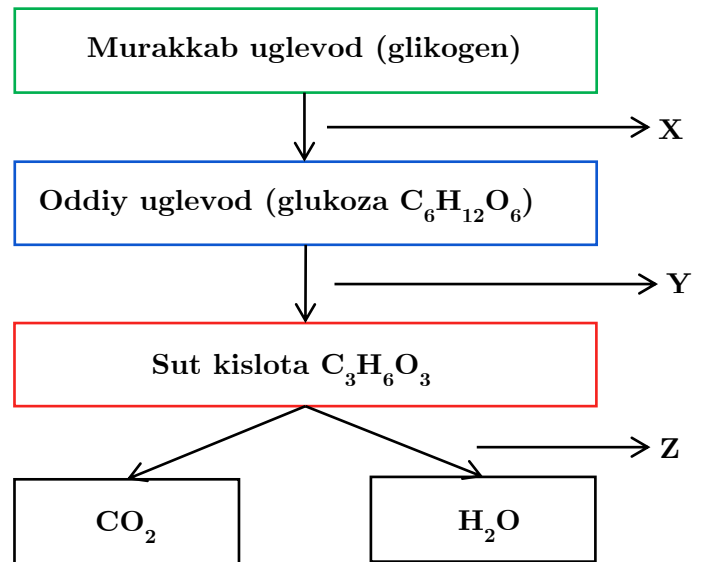 Murakkab uglevod (glikogen)
X
Oddiy uglevod (glukoza C₆H₁₂O₆)
Y
Sut kislota C₃H₆O₃
Z
CO₂
H₂O